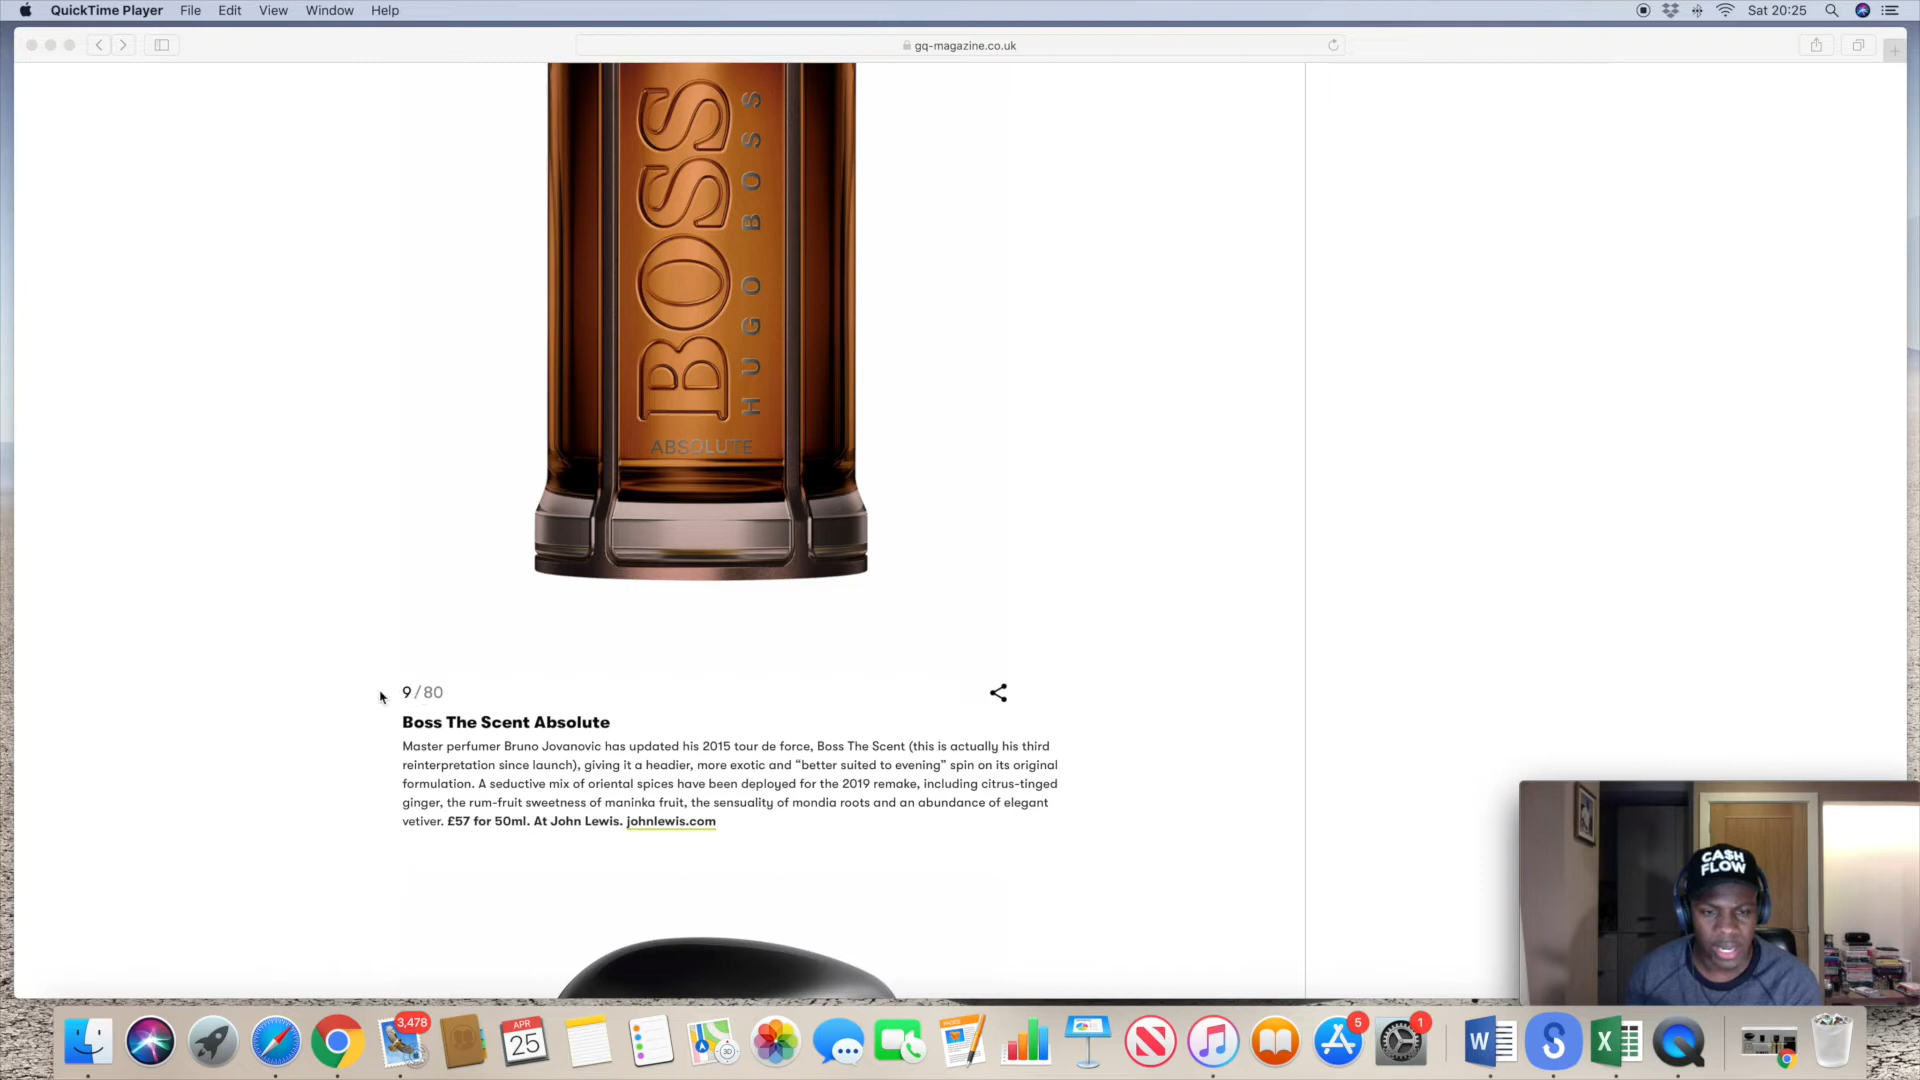 QuickTime Player File Edit View Window Help Sat 20:25
gq-magazine.co.uk
BOSS
HUGO BOSS
ABSOLUTE
9 / 80
Boss The Scent Absolute
Master perfumer Bruno Jovanovic has updated his 2015 tour de force, Boss The Scent (this is actually his third
reinterpretation since launch), giving it a headier, more exotic and “better suited to evening” spin on its original
formulation. A seductive mix of oriental spices have been deployed for the 2019 remake, including citrus-tinged
ginger, the rum-fruit sweetness of maninka fruit, the sensuality of mondia roots and an abundance of elegant
vetiver. £57 for 50ml. At John Lewis. johnlewis.com
CA$H
FLOW
3,478
APR
25
3D
PAGES
5
1
W
S
X